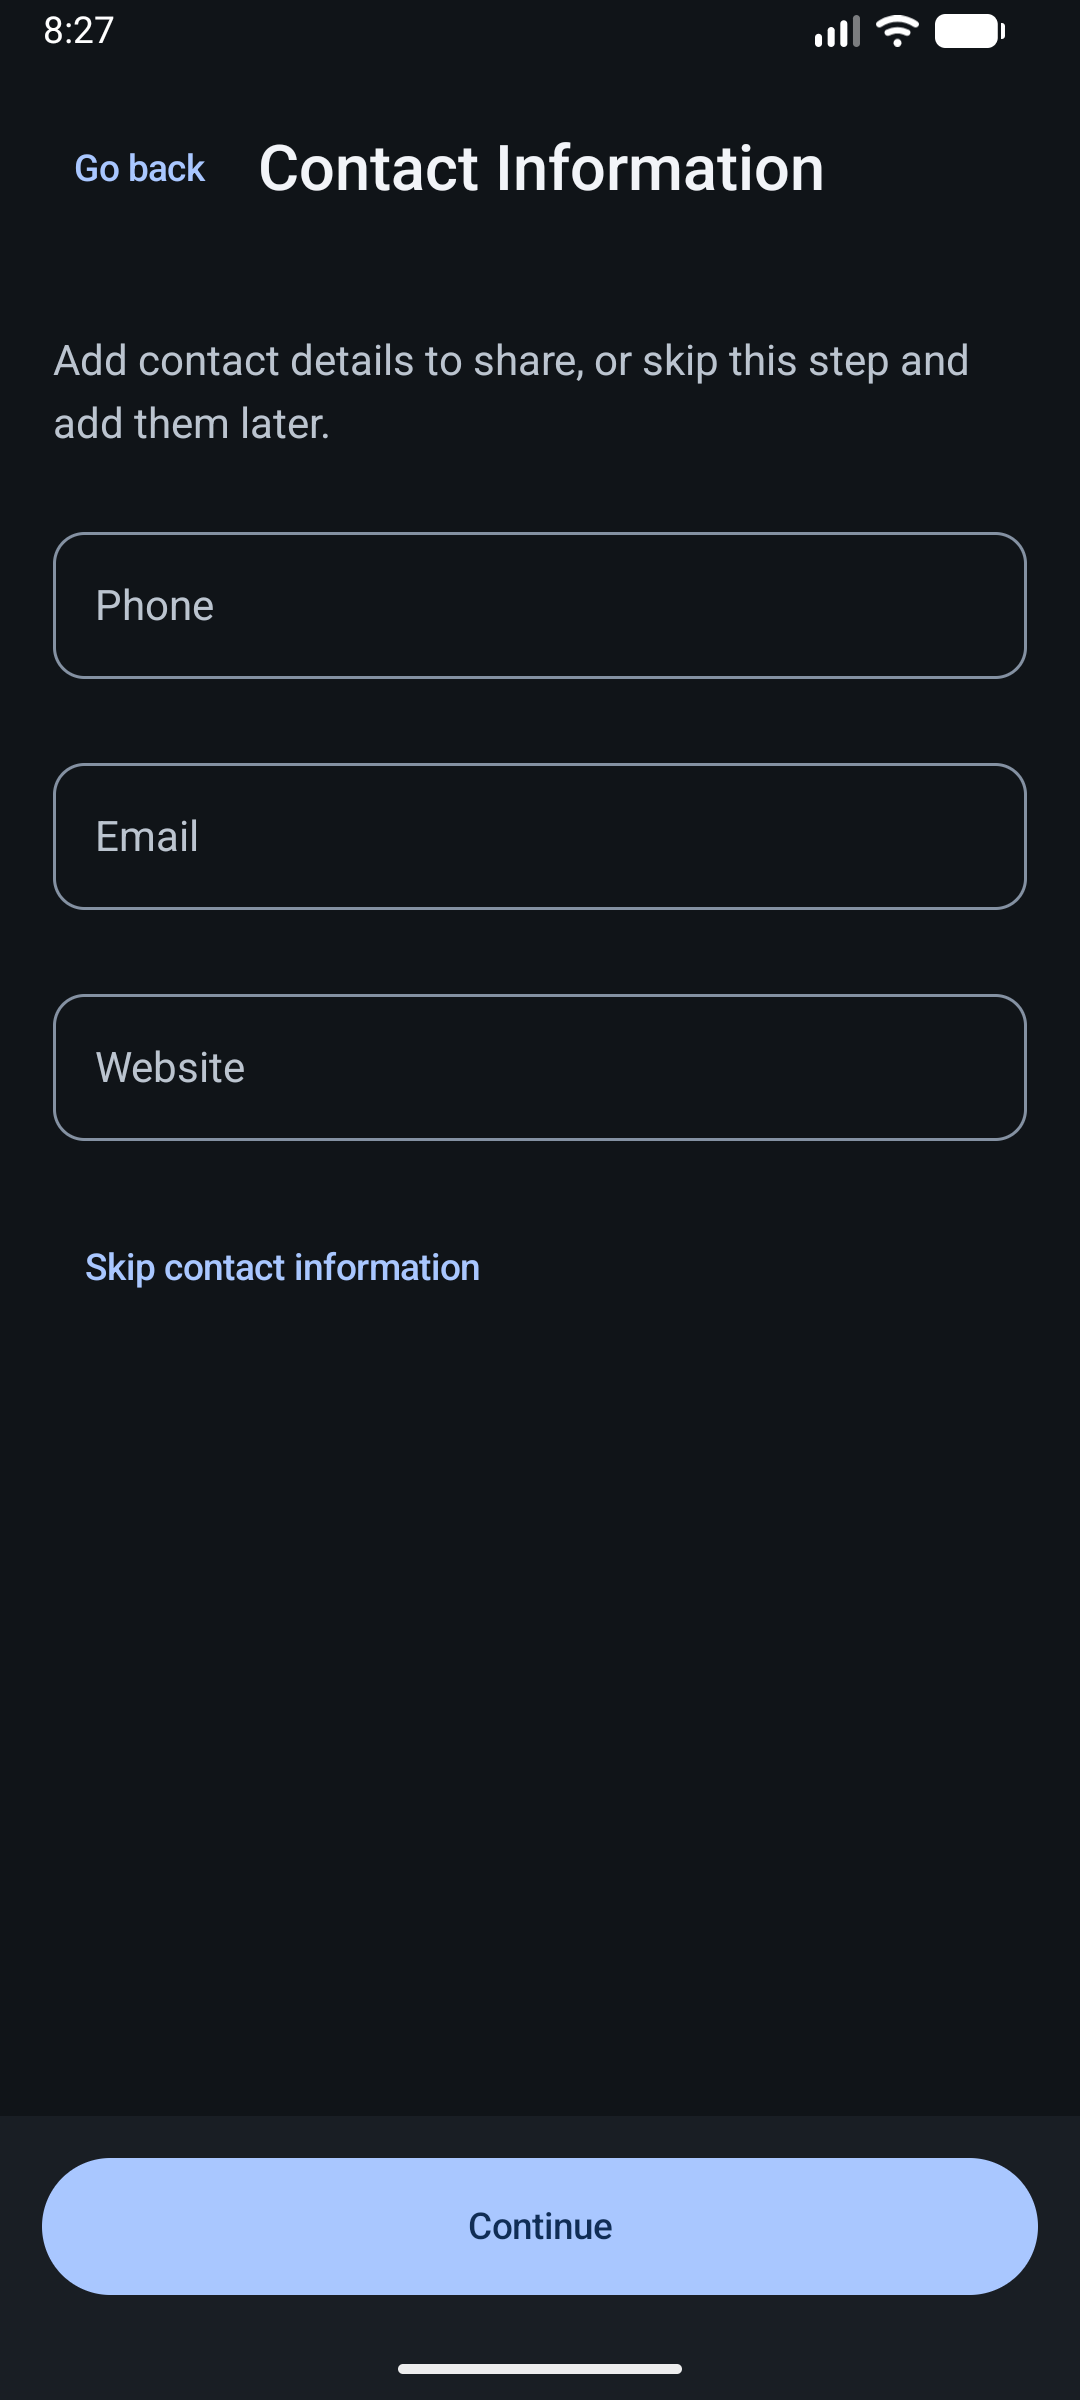 8:27
Go back
Contact Information
Add contact details to share, or skip this step and
add them later.
Phone
Email
Website
Skip contact information
Continue